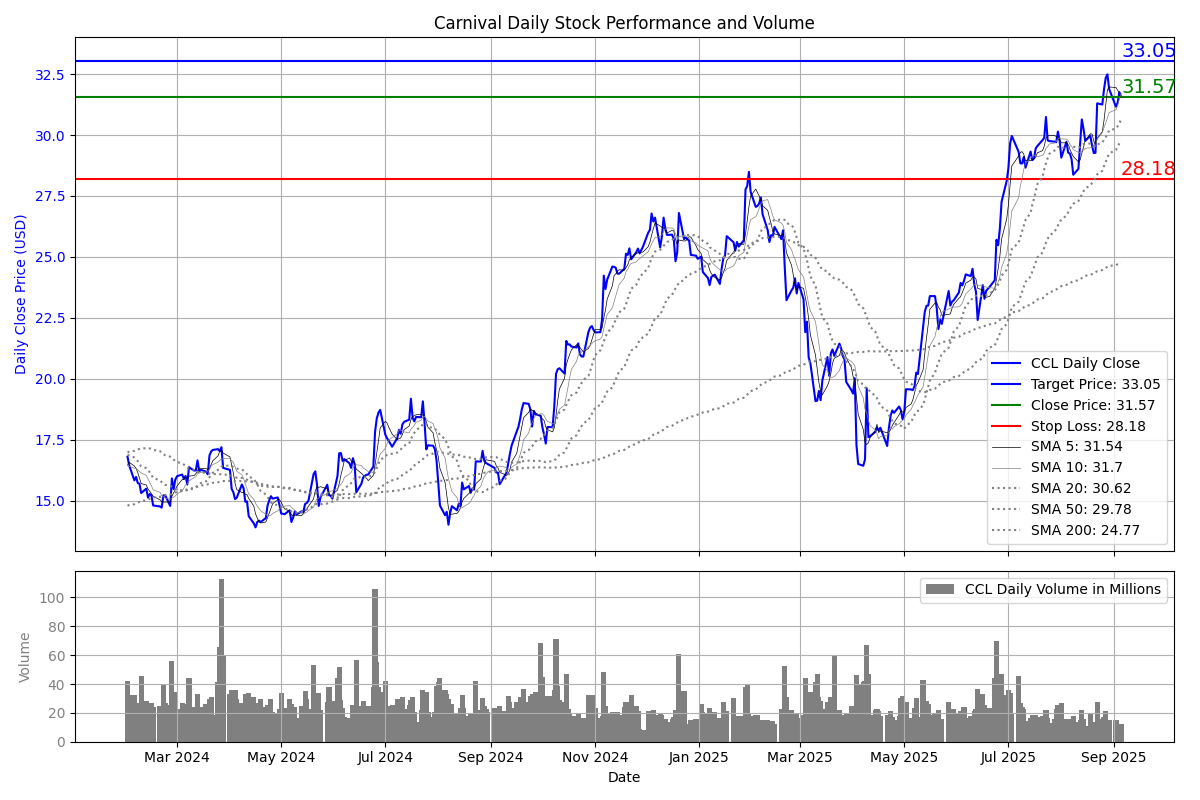 Carnival Daily Stock Performance and Volume
33.05
31.57
28.18
32.5
30.0
27.5
25.0
22.5
20.0
17.5
15.0
Daily Close Price (USD)
CCL Daily Close
Target Price: 33.05
Close Price: 31.57
Stop Loss: 28.18
SMA 5: 31.54
SMA 10: 31.7
SMA 20: 30.62
SMA 50: 29.78
SMA 200: 24.77
CCL Daily Volume in Millions
100
80
60
40
20
0
Volume
Mar 2024 May 2024 Jul 2024 Sep 2024 Nov 2024 Jan 2025 Mar 2025 May 2025 Jul 2025 Sep 2025
Date